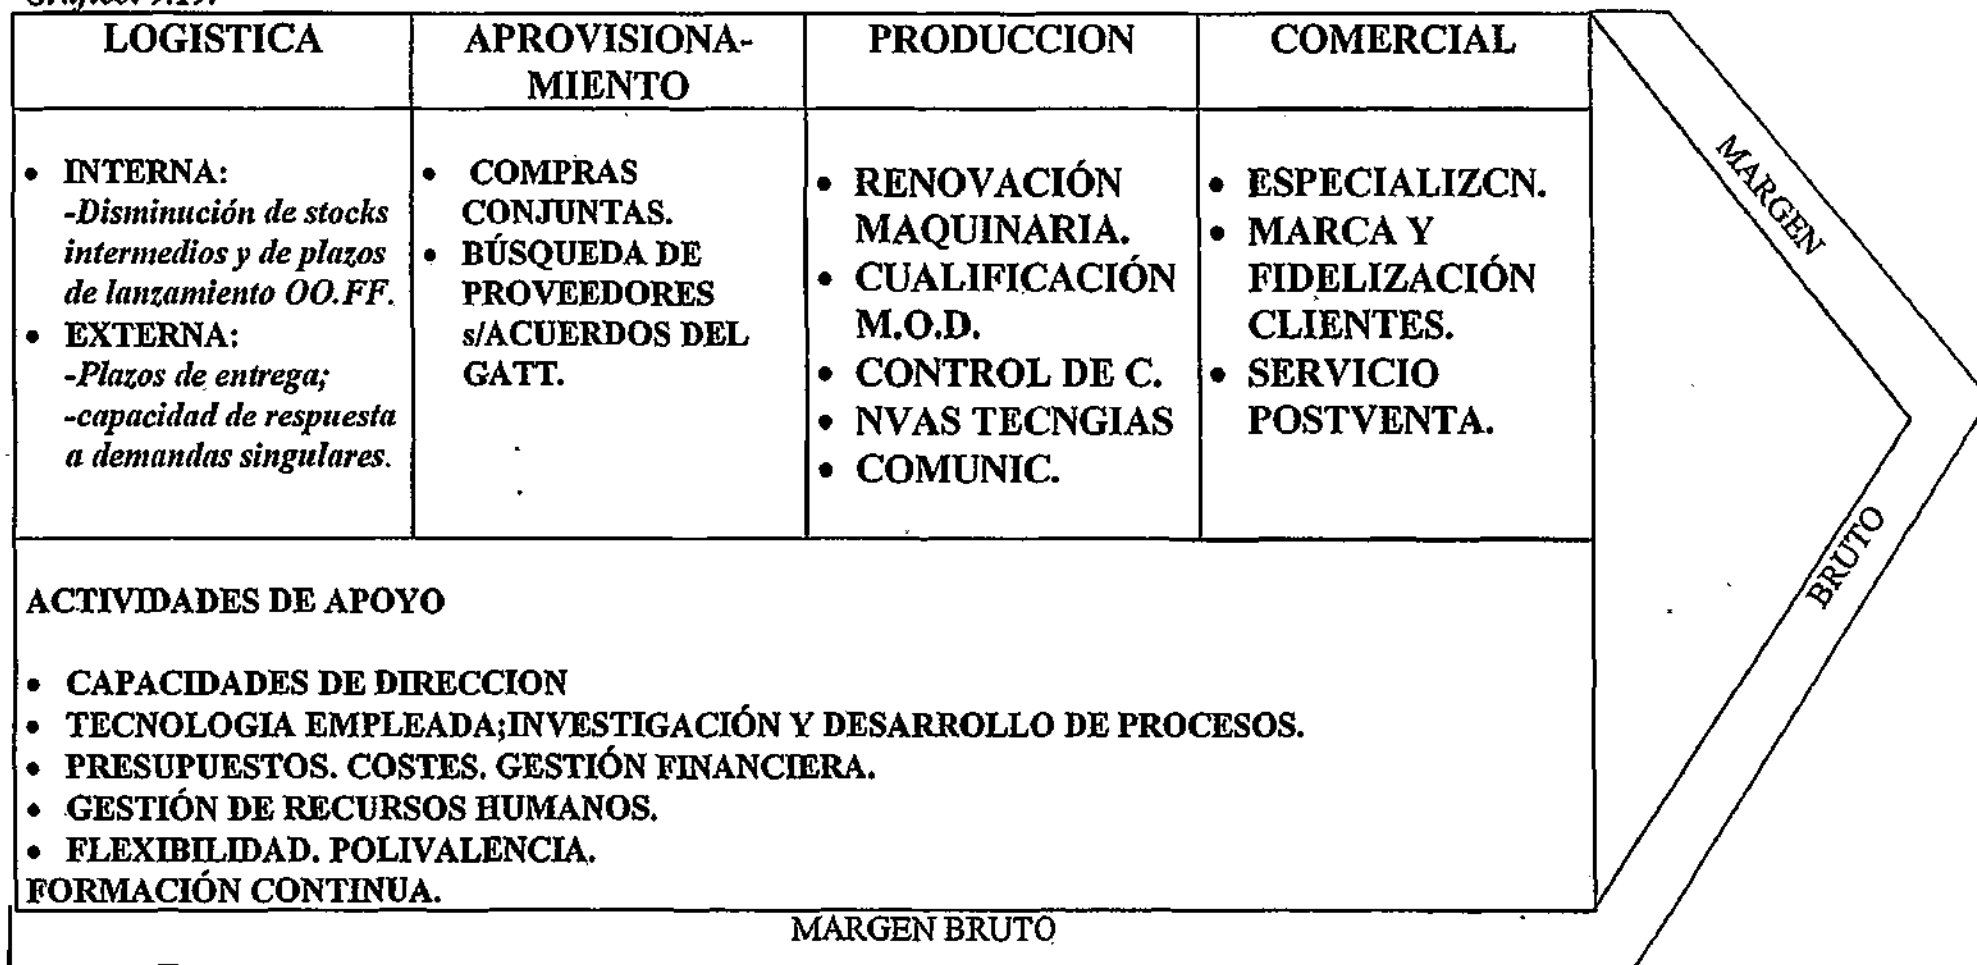 LOGISTICA
APROVISIONA-
MIENTO
PRODUCCION
COMERCIAL
• INTERNA:
-Disminución de stocks
intermedios y de plazos
de lanzamiento OO.FF.
• EXTERNA:
-Plazos de entrega;
-capacidad de respuesta
a demandas singulares.
• COMPRAS
CONJUNTAS.
• BÚSQUEDA DE
PROVEEDORES
s/ACUERDOS DEL
GATT.
• RENOVACIÓN
MAQUINARIA.
• CUALIFICACIÓN
M.O.D.
• CONTROL DE C.
• NVAS TECNGIAS
• COMUNIC.
• ESPECIALIZCN.
• MARCA Y
FIDELIZACIÓN
CLIENTES.
• SERVICIO
POSTVENTA.
MARGEN
BRUTO
ACTIVIDADES DE APOYO
• CAPACIDADES DE DIRECCION
• TECNOLOGIA EMPLEADA;INVESTIGACIÓN Y DESARROLLO DE PROCESOS.
• PRESUPUESTOS. COSTES. GESTIÓN FINANCIERA.
• GESTIÓN DE RECURSOS HUMANOS.
• FLEXIBILIDAD. POLIVALENCIA.
FORMACIÓN CONTINUA.
MARGEN BRUTO